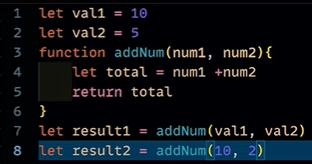 1 let val1 = 10
2 let val2 = 5
3 function addNum(num1, num2){
4     let total = num1 +num2
5     return total
6 }
7 let result1 = addNum(val1, val2)
8 let result2 = addNum(10, 2)